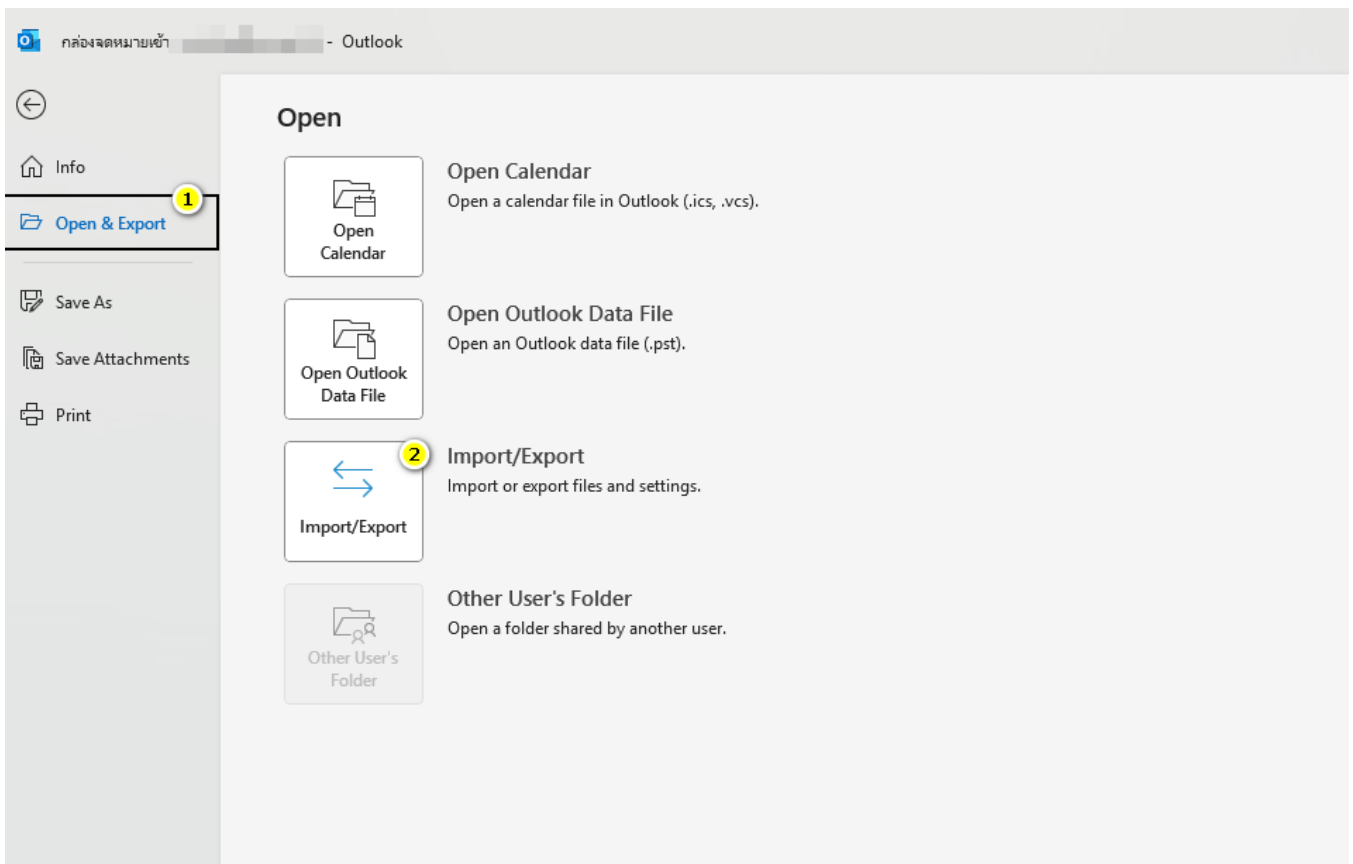 กล่องจดหมายเข้า - Outlook
Info
1
Open & Export
Save As
Save Attachments
Print
Open
Open
Calendar
Open Calendar
Open a calendar file in Outlook (.ics, .vcs).
Open Outlook
Data File
Open Outlook Data File
Open an Outlook data file (.pst).
2
Import/Export
Import/Export
Import or export files and settings.
Other User's
Folder
Other User's Folder
Open a folder shared by another user.